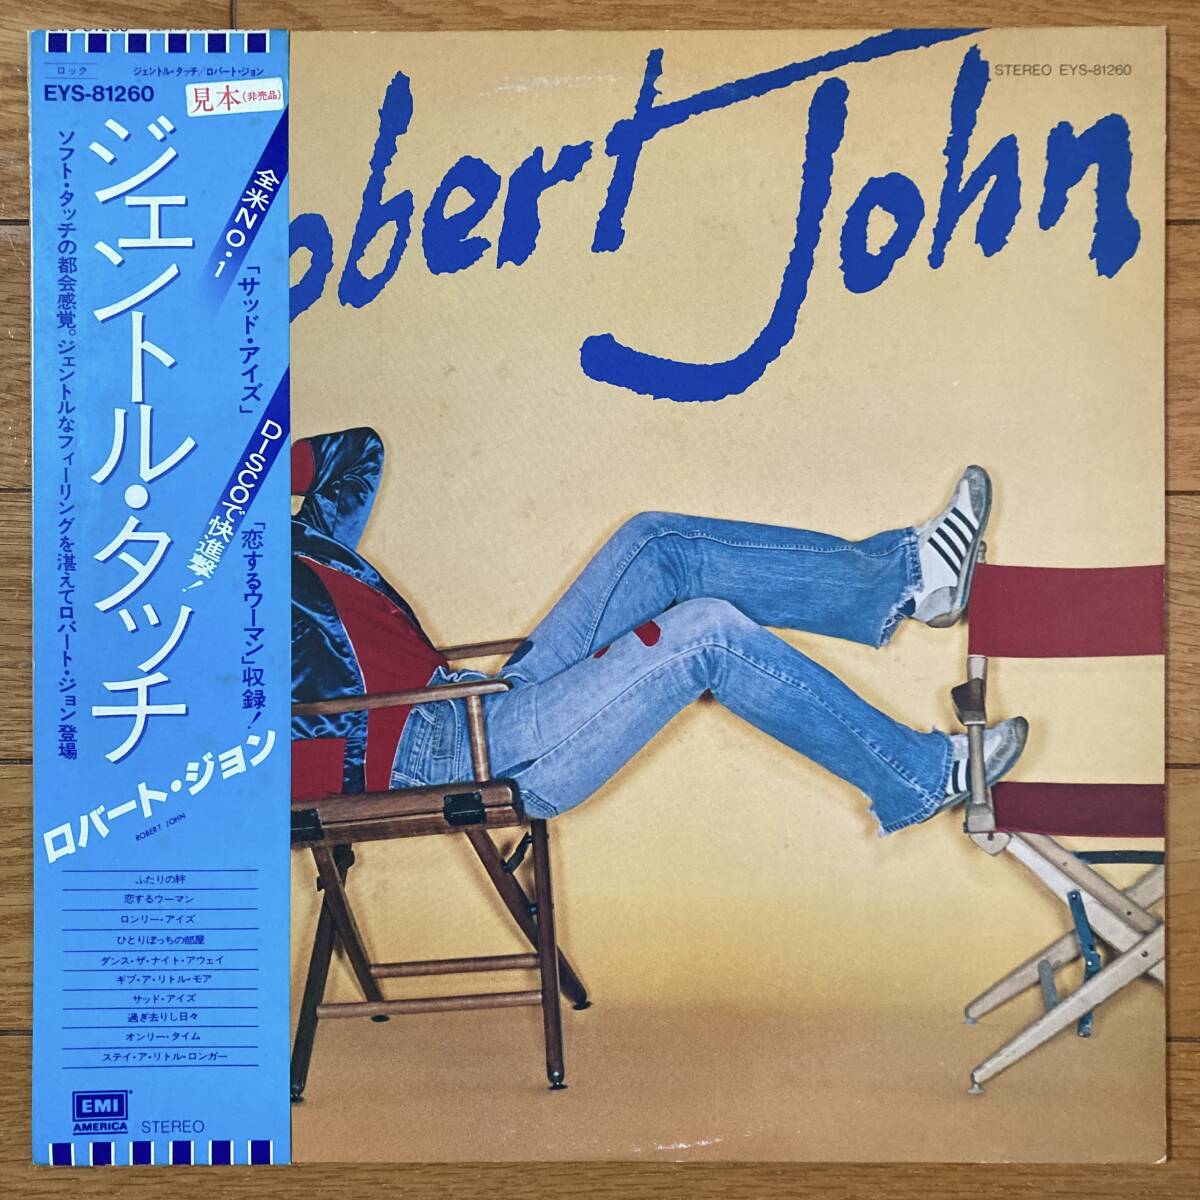 ロック
ジェントル・タッチ/ロバート・ジョン
EYS-81260
見本(非売品)
全米NO.1
「サッド・アイズ」
DISCOで快進撃!
「恋するウーマン」収録!
ジェントル・タッチ
ソフト・タッチの都会感覚。ジェントルなフィーリングを湛えてロバート・ジョン登場
ロバート・ジョン
ROBERT JOHN
ふたりの絆
恋するウーマン
ロンリー・アイズ
ひとりぼっちの部屋
ダンス・ザ・ナイト・アウェイ
ギブ・ア・リトル・モア
サッド・アイズ
過ぎ去りし日々
オンリー・タイム
ステイ・ア・リトル・ロンガー
EMI
AMERICA
STEREO
STEREO EYS-81260
obert John